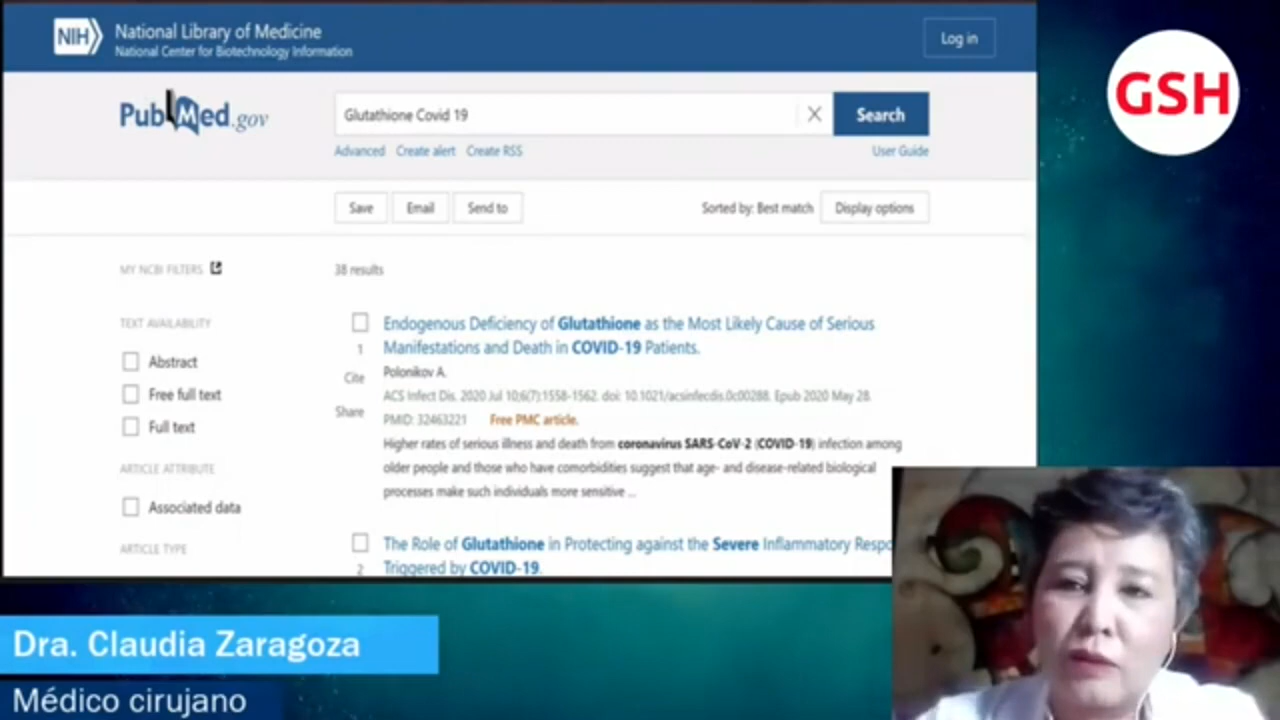 NIH National Library of Medicine
National Center for Biotechnology Information
Log in
GSH
PubMed.gov
Glutathione Covid 19
Search
Advanced Create alert Create RSS
User Guide
Save Email Send to
Sorted by: Best match Display options
MY NCBI FILTERS
38 results
TEXT AVAILABILITY
Abstract
Free full text
Full text
ARTICLE ATTRIBUTE
Associated data
ARTICLE TYPE
1
Cite
Share
Endogenous Deficiency of Glutathione as the Most Likely Cause of Serious
Manifestations and Death in COVID-19 Patients.
Polonikov A.
ACS Infect Dis. 2020 Jul 10;6(7):1558-1562. doi: 10.1021/acsinfecdis.0c00288. Epub 2020 May 28.
PMID: 32463221 Free PMC article.
Higher rates of serious illness and death from coronavirus SARS-CoV-2 (COVID-19) infection among
older people and those who have comorbidities suggest that age- and disease-related biological
processes make such individuals more sensitive ...
2
The Role of Glutathione in Protecting against the Severe Inflammatory Respo
Triggered by COVID-19.
Dra. Claudia Zaragoza
Médico cirujano